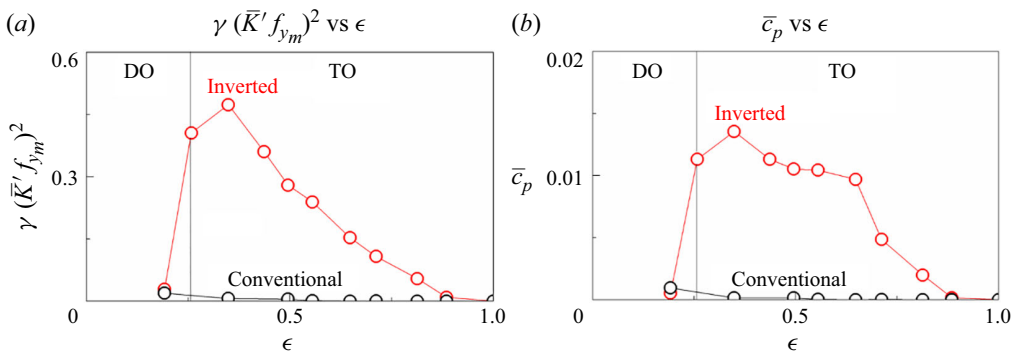 (a) γ (K̅′ f_{y_m})² vs ϵ
0.6
DO TO
Inverted
0.3
γ (K̅′ f_{y_m})²
Conventional
0 0.5 1.0
ϵ
(b) c̅_p vs ϵ
0.02
DO TO
Inverted
0.01
c̅_p
Conventional
0 0.5 1.0
ϵ